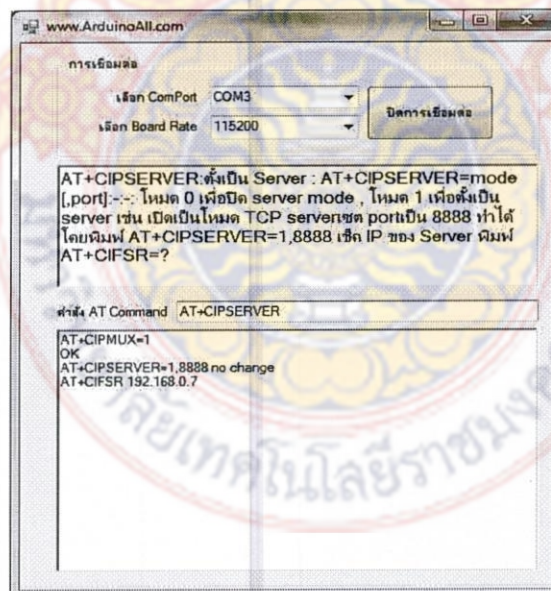 www.ArduinoAll.com
การเชื่อมต่อ
เลือก ComPort COM3
เลือก Board Rate 115200
ปิดการเชื่อมต่อ
AT+CIPSERVER:ตั้งเป็น Server : AT+CIPSERVER=mode
[,port]:-:-: โหมด 0 เพื่อปิด server mode , โหมด 1 เพื่อตั้งเป็น
server เช่น เปิดเป็นโหมด TCP serverเซต portเป็น 8888 ทำได้
โดยพิมพ์ AT+CIPSERVER=1,8888 เช็ก IP ของ Server พิมพ์
AT+CIFSR=?
คำสั่ง AT Command AT+CIPSERVER
AT+CIPMUX=1
OK
AT+CIPSERVER=1,8888 no change
AT+CIFSR 192.168.0.7